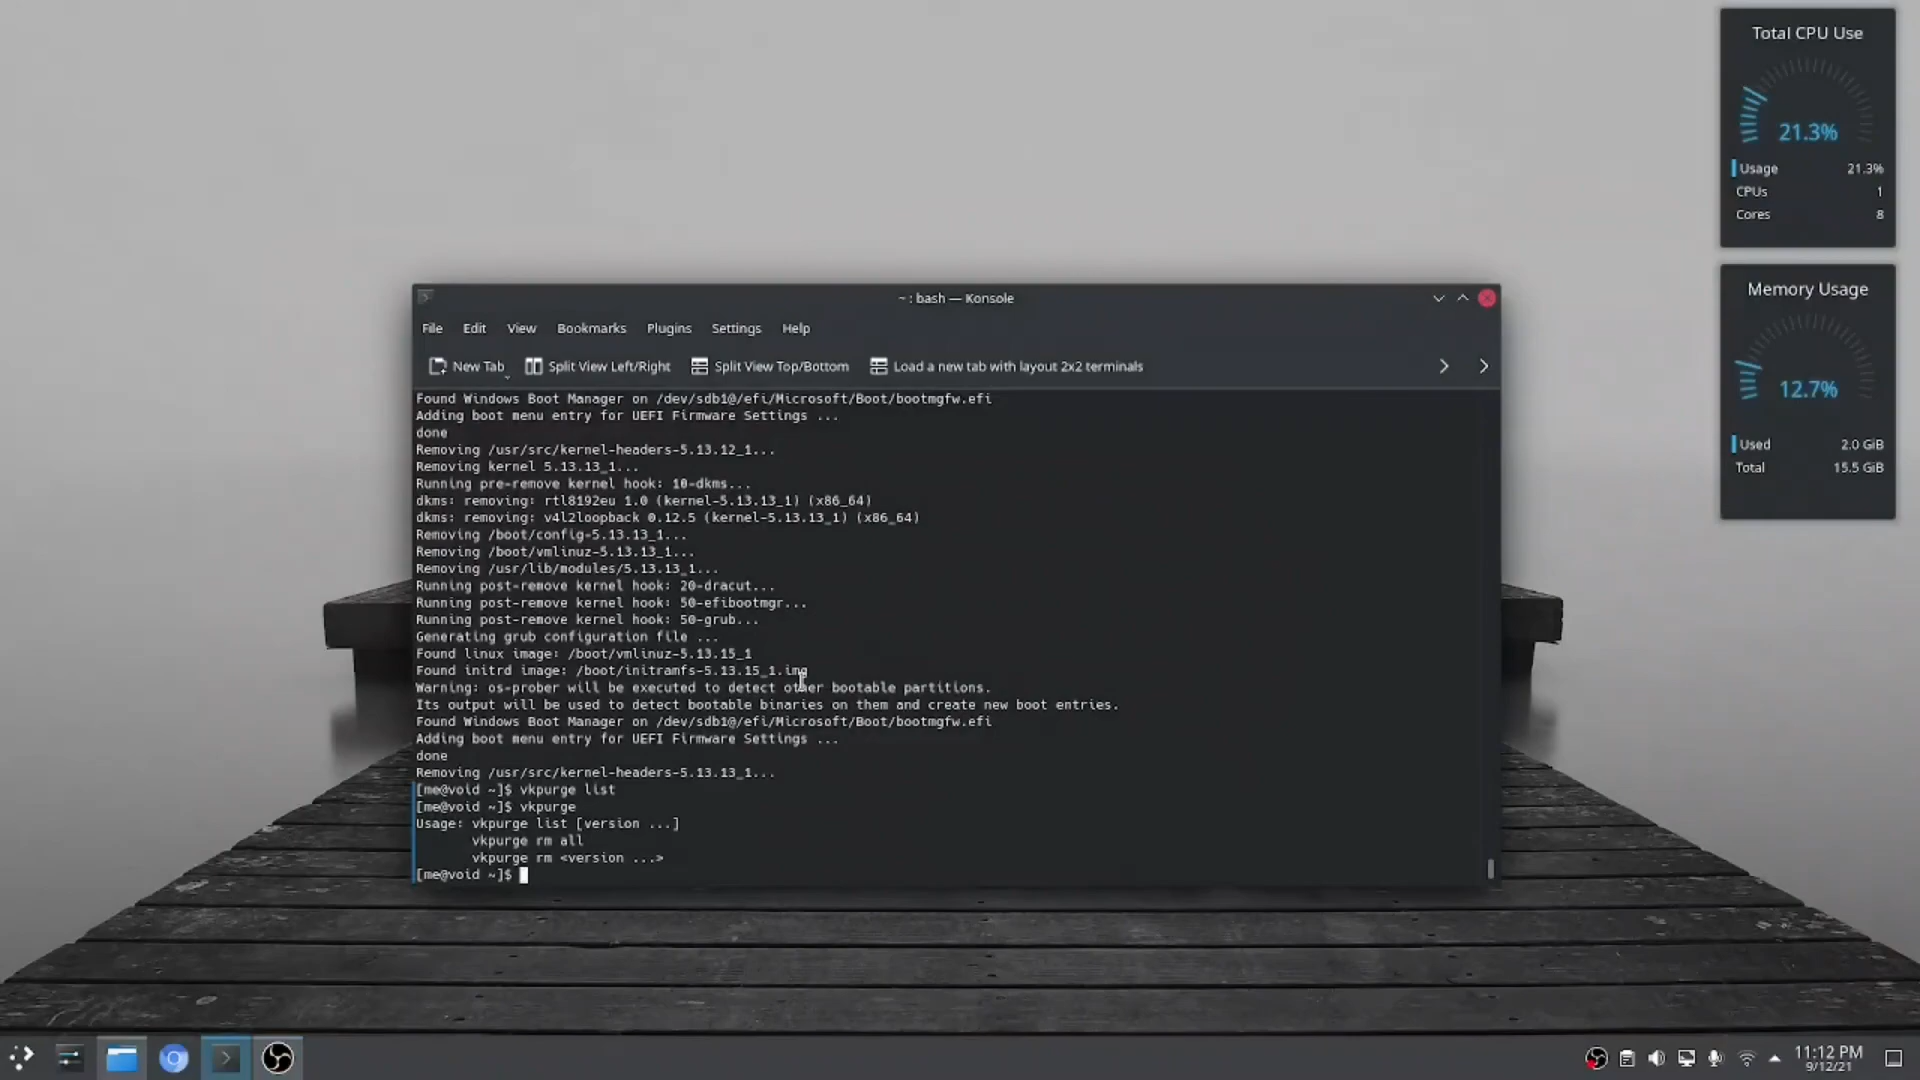 Total CPU Use
21.3%
Usage 21.3%
CPUs 1
Cores 8
Memory Usage
12.7%
Used 2.0 GiB
Total 15.5 GiB
~ : bash — Konsole
File Edit View Bookmarks Plugins Settings Help
New Tab Split View Left/Right Split View Top/Bottom Load a new tab with layout 2x2 terminals
Found Windows Boot Manager on /dev/sdb1@/efi/Microsoft/Boot/bootmgfw.efi
Adding boot menu entry for UEFI Firmware Settings ...
done
Removing /usr/src/kernel-headers-5.13.12_1...
Removing kernel 5.13.13_1...
Running pre-remove kernel hook: 10-dkms...
dkms: removing: rtl8192eu 1.0 (kernel-5.13.13_1) (x86_64)
dkms: removing: v4l2loopback 0.12.5 (kernel-5.13.13_1) (x86_64)
Removing /boot/config-5.13.13_1...
Removing /boot/vmlinuz-5.13.13_1...
Removing /usr/lib/modules/5.13.13_1...
Running post-remove kernel hook: 20-dracut...
Running post-remove kernel hook: 50-efibootmgr...
Running post-remove kernel hook: 50-grub...
Generating grub configuration file ...
Found linux image: /boot/vmlinuz-5.13.15_1
Found initrd image: /boot/initramfs-5.13.15_1.img
Warning: os-prober will be executed to detect other bootable partitions.
Its output will be used to detect bootable binaries on them and create new boot entries.
Found Windows Boot Manager on /dev/sdb1@/efi/Microsoft/Boot/bootmgfw.efi
Adding boot menu entry for UEFI Firmware Settings ...
done
Removing /usr/src/kernel-headers-5.13.13_1...
[me@void ~]$ vkpurge list
[me@void ~]$ vkpurge
Usage: vkpurge list [version ...]
vkpurge rm all
vkpurge rm <version ...>
[me@void ~]$
11:12 PM
9/12/21